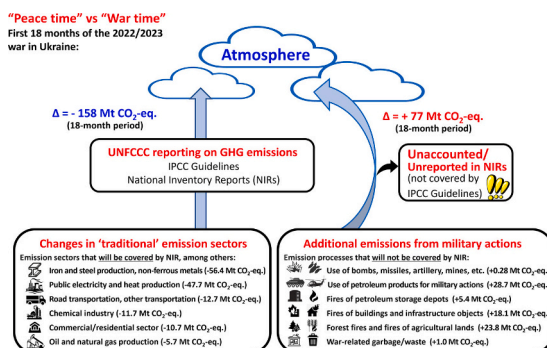 “Peace time” vs “War time”
First 18 months of the 2022/2023
war in Ukraine:
Atmosphere
Δ = - 158 Mt CO₂-eq.
(18-month period)
Δ = + 77 Mt CO₂-eq.
(18-month period)
UNFCCC reporting on GHG emissions
IPCC Guidelines
National Inventory Reports (NIRs)
Unaccounted/
Unreported in NIRs
(not covered by
IPCC Guidelines)
!!
Changes in ‘traditional’ emission sectors
Emission sectors that will be covered by NIR, among others:
Iron and steel production, non-ferrous metals (-56.4 Mt CO₂-eq.)
Public electricity and heat production (-47.7 Mt CO₂-eq.)
Road transportation, other transportation (-12.7 Mt CO₂-eq.)
Chemical industry (-11.7 Mt CO₂-eq.)
Commercial/residential sector (-10.7 Mt CO₂-eq.)
Oil and natural gas production (-5.7 Mt CO₂-eq.)
Additional emissions from military actions
Emission processes that will not be covered by NIR:
Use of bombs, missiles, artillery, mines, etc. (+0.28 Mt CO₂-eq.)
Use of petroleum products for military actions (+28.7 Mt CO₂-eq.)
Fires of petroleum storage depots (+5.4 Mt CO₂-eq.)
Fires of buildings and infrastructure objects (+18.1 Mt CO₂-eq.)
Forest fires and fires of agricultural lands (+23.8 Mt CO₂-eq.)
War-related garbage/waste (+1.0 Mt CO₂-eq.)